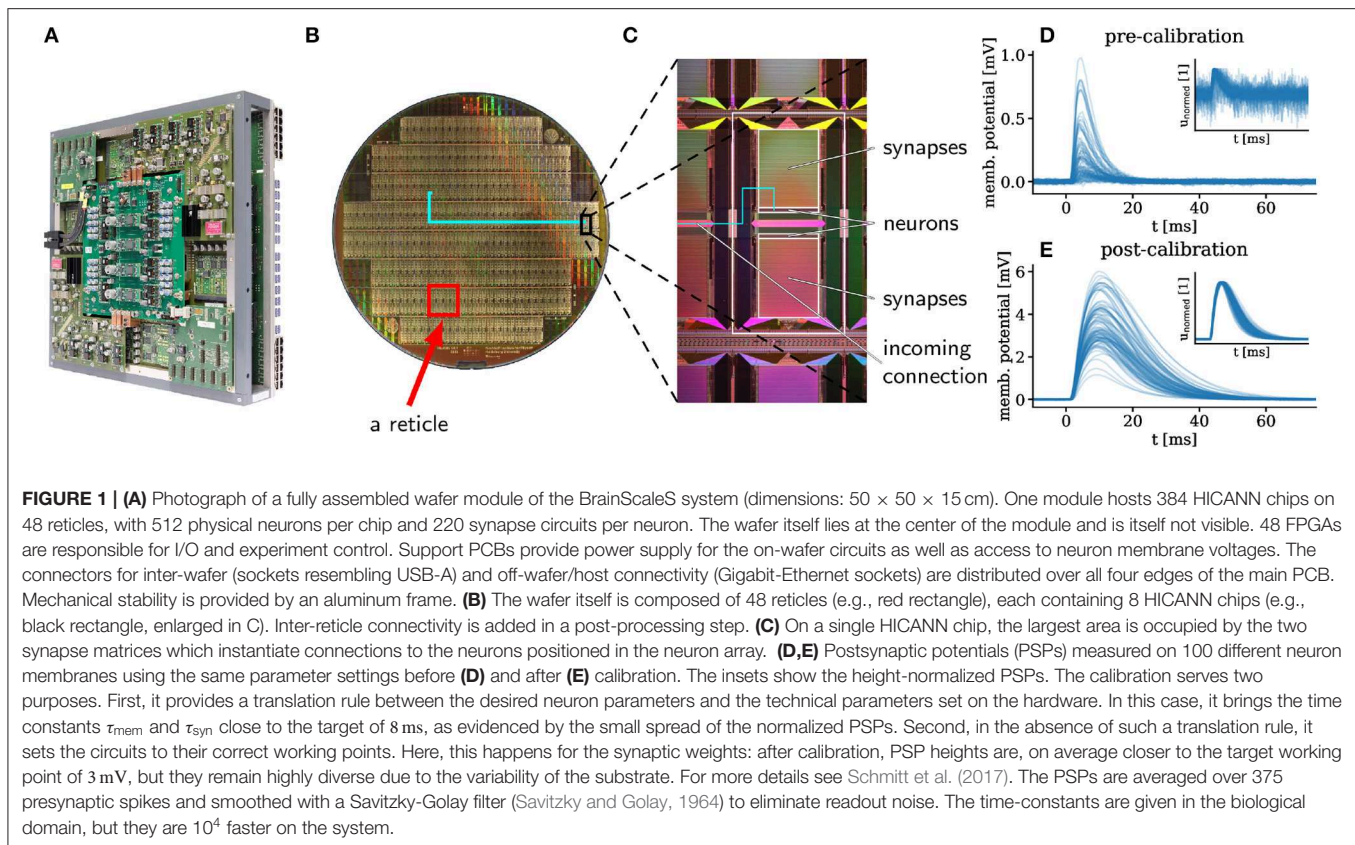 A
B
C
D
pre-calibration
memb. potential [mV]
1.0
0.5
0.0
0
20
40
60
t [ms]
u_normed [1]
t [ms]
synapses
neurons
synapses
incoming
connection
a reticle
E
post-calibration
memb. potential [mV]
6
4
2
0
0
20
40
60
t [ms]
u_normed [1]
t [ms]
FIGURE 1 | (A) Photograph of a fully assembled wafer module of the BrainScaleS system (dimensions: 50 × 50 × 15 cm). One module hosts 384 HICANN chips on
48 reticles, with 512 physical neurons per chip and 220 synapse circuits per neuron. The wafer itself lies at the center of the module and is itself not visible. 48 FPGAs
are responsible for I/O and experiment control. Support PCBs provide power supply for the on-wafer circuits as well as access to neuron membrane voltages. The
connectors for inter-wafer (sockets resembling USB-A) and off-wafer/host connectivity (Gigabit-Ethernet sockets) are distributed over all four edges of the main PCB.
Mechanical stability is provided by an aluminum frame. (B) The wafer itself is composed of 48 reticles (e.g., red rectangle), each containing 8 HICANN chips (e.g.,
black rectangle, enlarged in C). Inter-reticle connectivity is added in a post-processing step. (C) On a single HICANN chip, the largest area is occupied by the two
synapse matrices which instantiate connections to the neurons positioned in the neuron array. (D,E) Postsynaptic potentials (PSPs) measured on 100 different neuron
membranes using the same parameter settings before (D) and after (E) calibration. The insets show the height-normalized PSPs. The calibration serves two
purposes. First, it provides a translation rule between the desired neuron parameters and the technical parameters set on the hardware. In this case, it brings the time
constants τmem and τsyn close to the target of 8 ms, as evidenced by the small spread of the normalized PSPs. Second, in the absence of such a translation rule, it
sets the circuits to their correct working points. Here, this happens for the synaptic weights: after calibration, PSP heights are, on average closer to the target working
point of 3 mV, but they remain highly diverse due to the variability of the substrate. For more details see Schmitt et al. (2017). The PSPs are averaged over 375
presynaptic spikes and smoothed with a Savitzky-Golay filter (Savitzky and Golay, 1964) to eliminate readout noise. The time-constants are given in the biological
domain, but they are 10⁴ faster on the system.